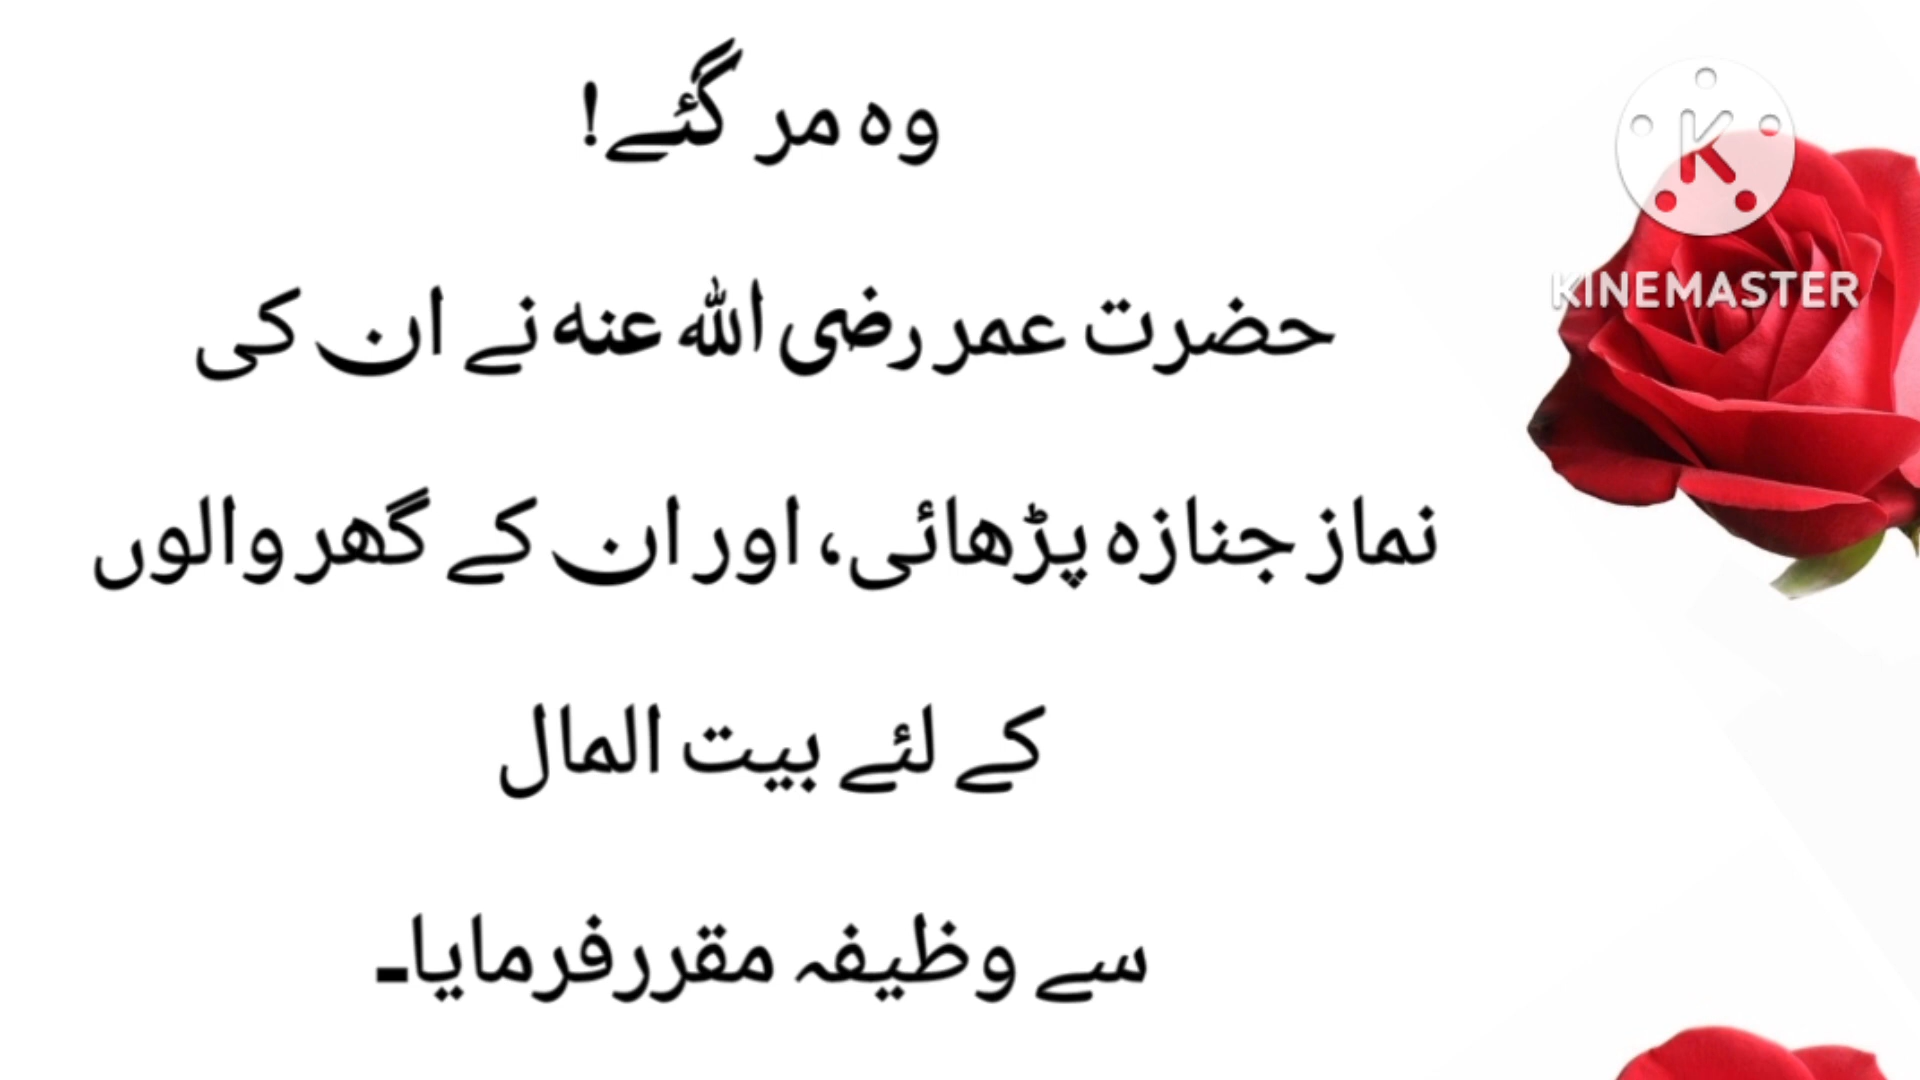 وہ مر گئے!
حضرت عمر رضی اللہ عنہ نے ان کی
نماز جنازہ پڑھائی، اور ان کے گھر والوں
کے لئے بیت المال
سے وظیفہ مقرر فرمایا۔
K
KINEMASTER